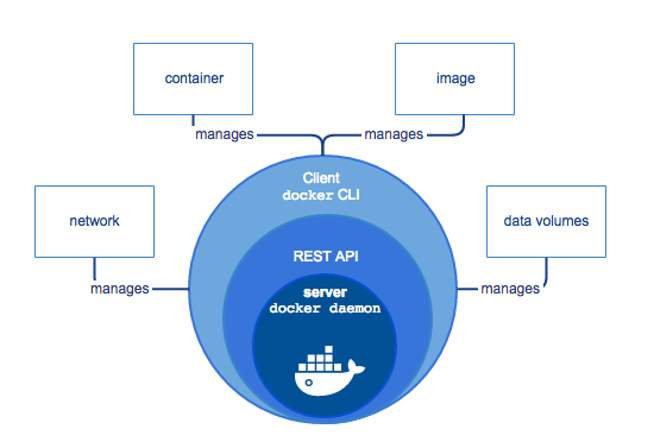 container
image
manages
manages
Client
docker CLI
network
data volumes
REST API
manages
manages
server
docker daemon